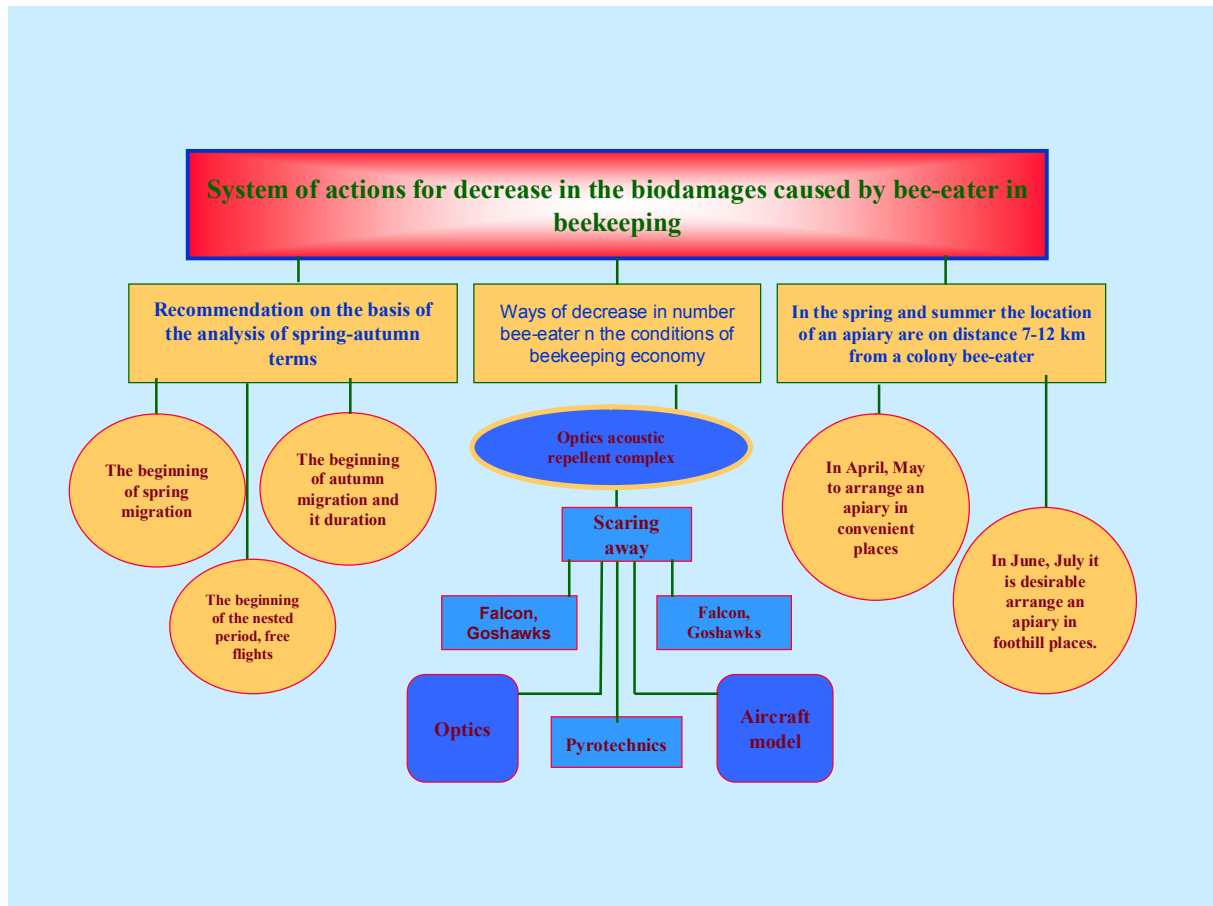 System of actions for decrease in the biodamages caused by bee-eater in
beekeeping
Recommendation on the basis of
the analysis of spring-autumn
terms
Ways of decrease in number
bee-eater n the conditions of
beekeeping economy
In the spring and summer the location
of an apiary are on distance 7-12 km
from a colony bee-eater
The beginning
of spring
migration
The beginning
of autumn
migration and
it duration
The beginning
of the nested
period, free
flights
Optics acoustic
repellent complex
Scaring
away
Falcon,
Goshawks
Falcon,
Goshawks
Optics
Pyrotechnics
Aircraft
model
In April, May
to arrange an
apiary in
convenient
places
In June, July it
is desirable
arrange an
apiary in
foothill places.